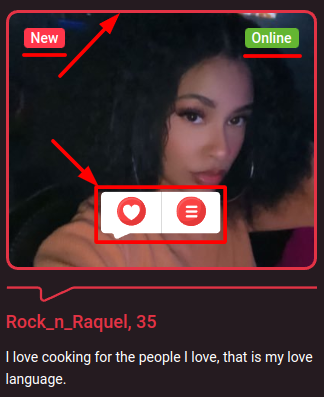 New
Online
Rock_n_Raquel, 35
I love cooking for the people I love, that is my love
language.